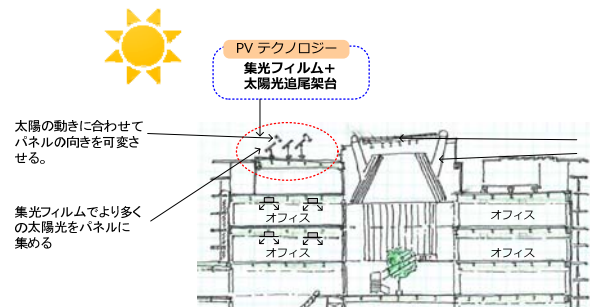 PV テクノロジー
集光フィルム＋
太陽光追尾架台
太陽の動きに合わせて
パネルの向きを可変さ
せる。
集光フィルムでより多く
の太陽光をパネルに
集める
オフィス
オフィス
オフィス
オフィス